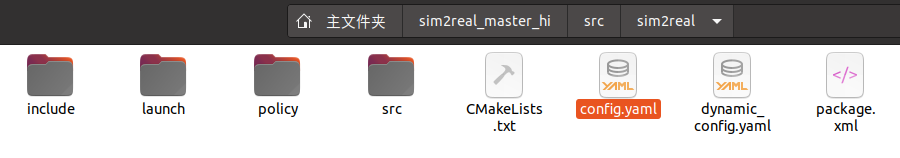 主文件夹 sim2real_master_hi src sim2real
YAML YAML </>
include launch policy src CMakeLists config.yaml dynamic_ package.
.txt config.yaml xml